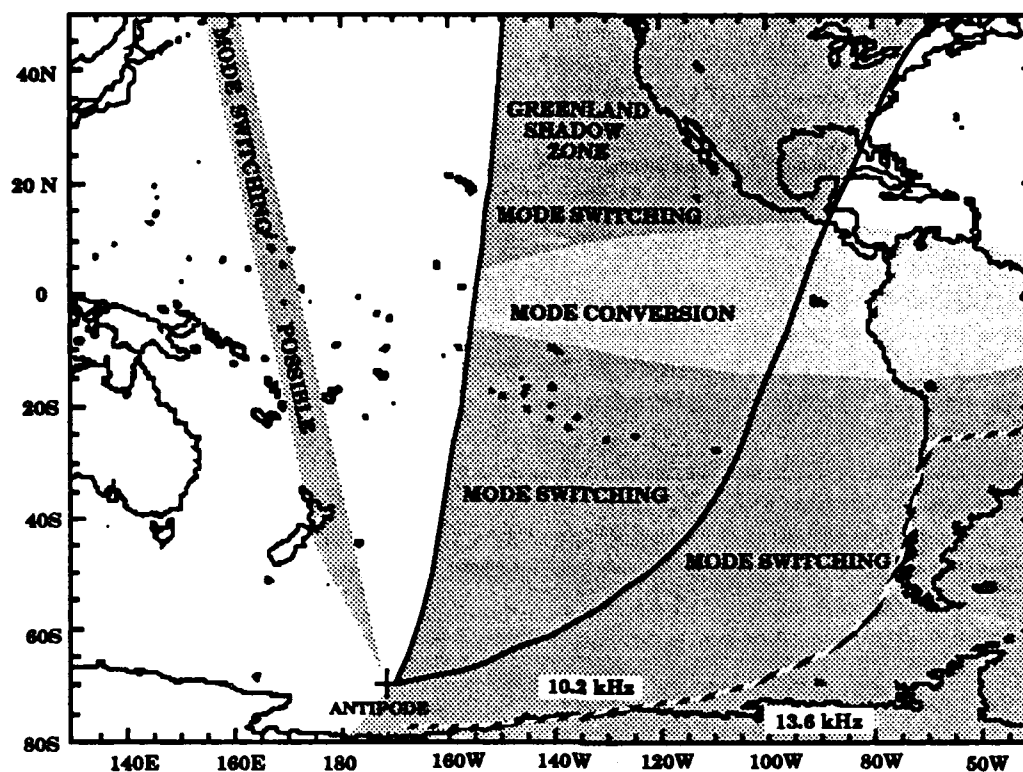 40N
20 N
0
20S
40S
60S
80S
MODE SWITCHING
POSSIBLE
GREENLAND
SHADOW
ZONE
MODE SWITCHING
MODE CONVERSION
MODE SWITCHING
MODE SWITCHING
10.2 kHz
ANTIPODE
13.6 kHz
140E
160E
180
160W
140W
120W
100W
80W
60W